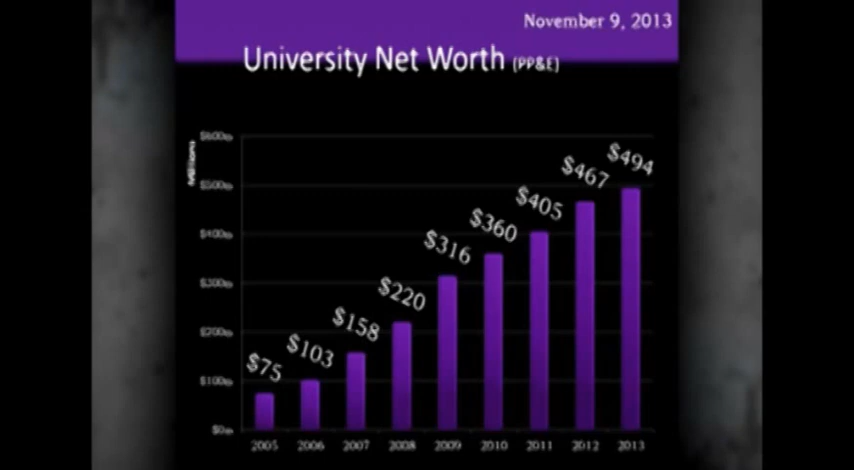 November 9, 2013
University Net Worth (PP&E)
Millions
$600m
$500m
$400m
$300m
$200m
$100m
$0m
$75
$103
$158
$220
$316
$360
$405
$467
$494
2005 2006 2007 2008 2009 2010 2011 2012 2013